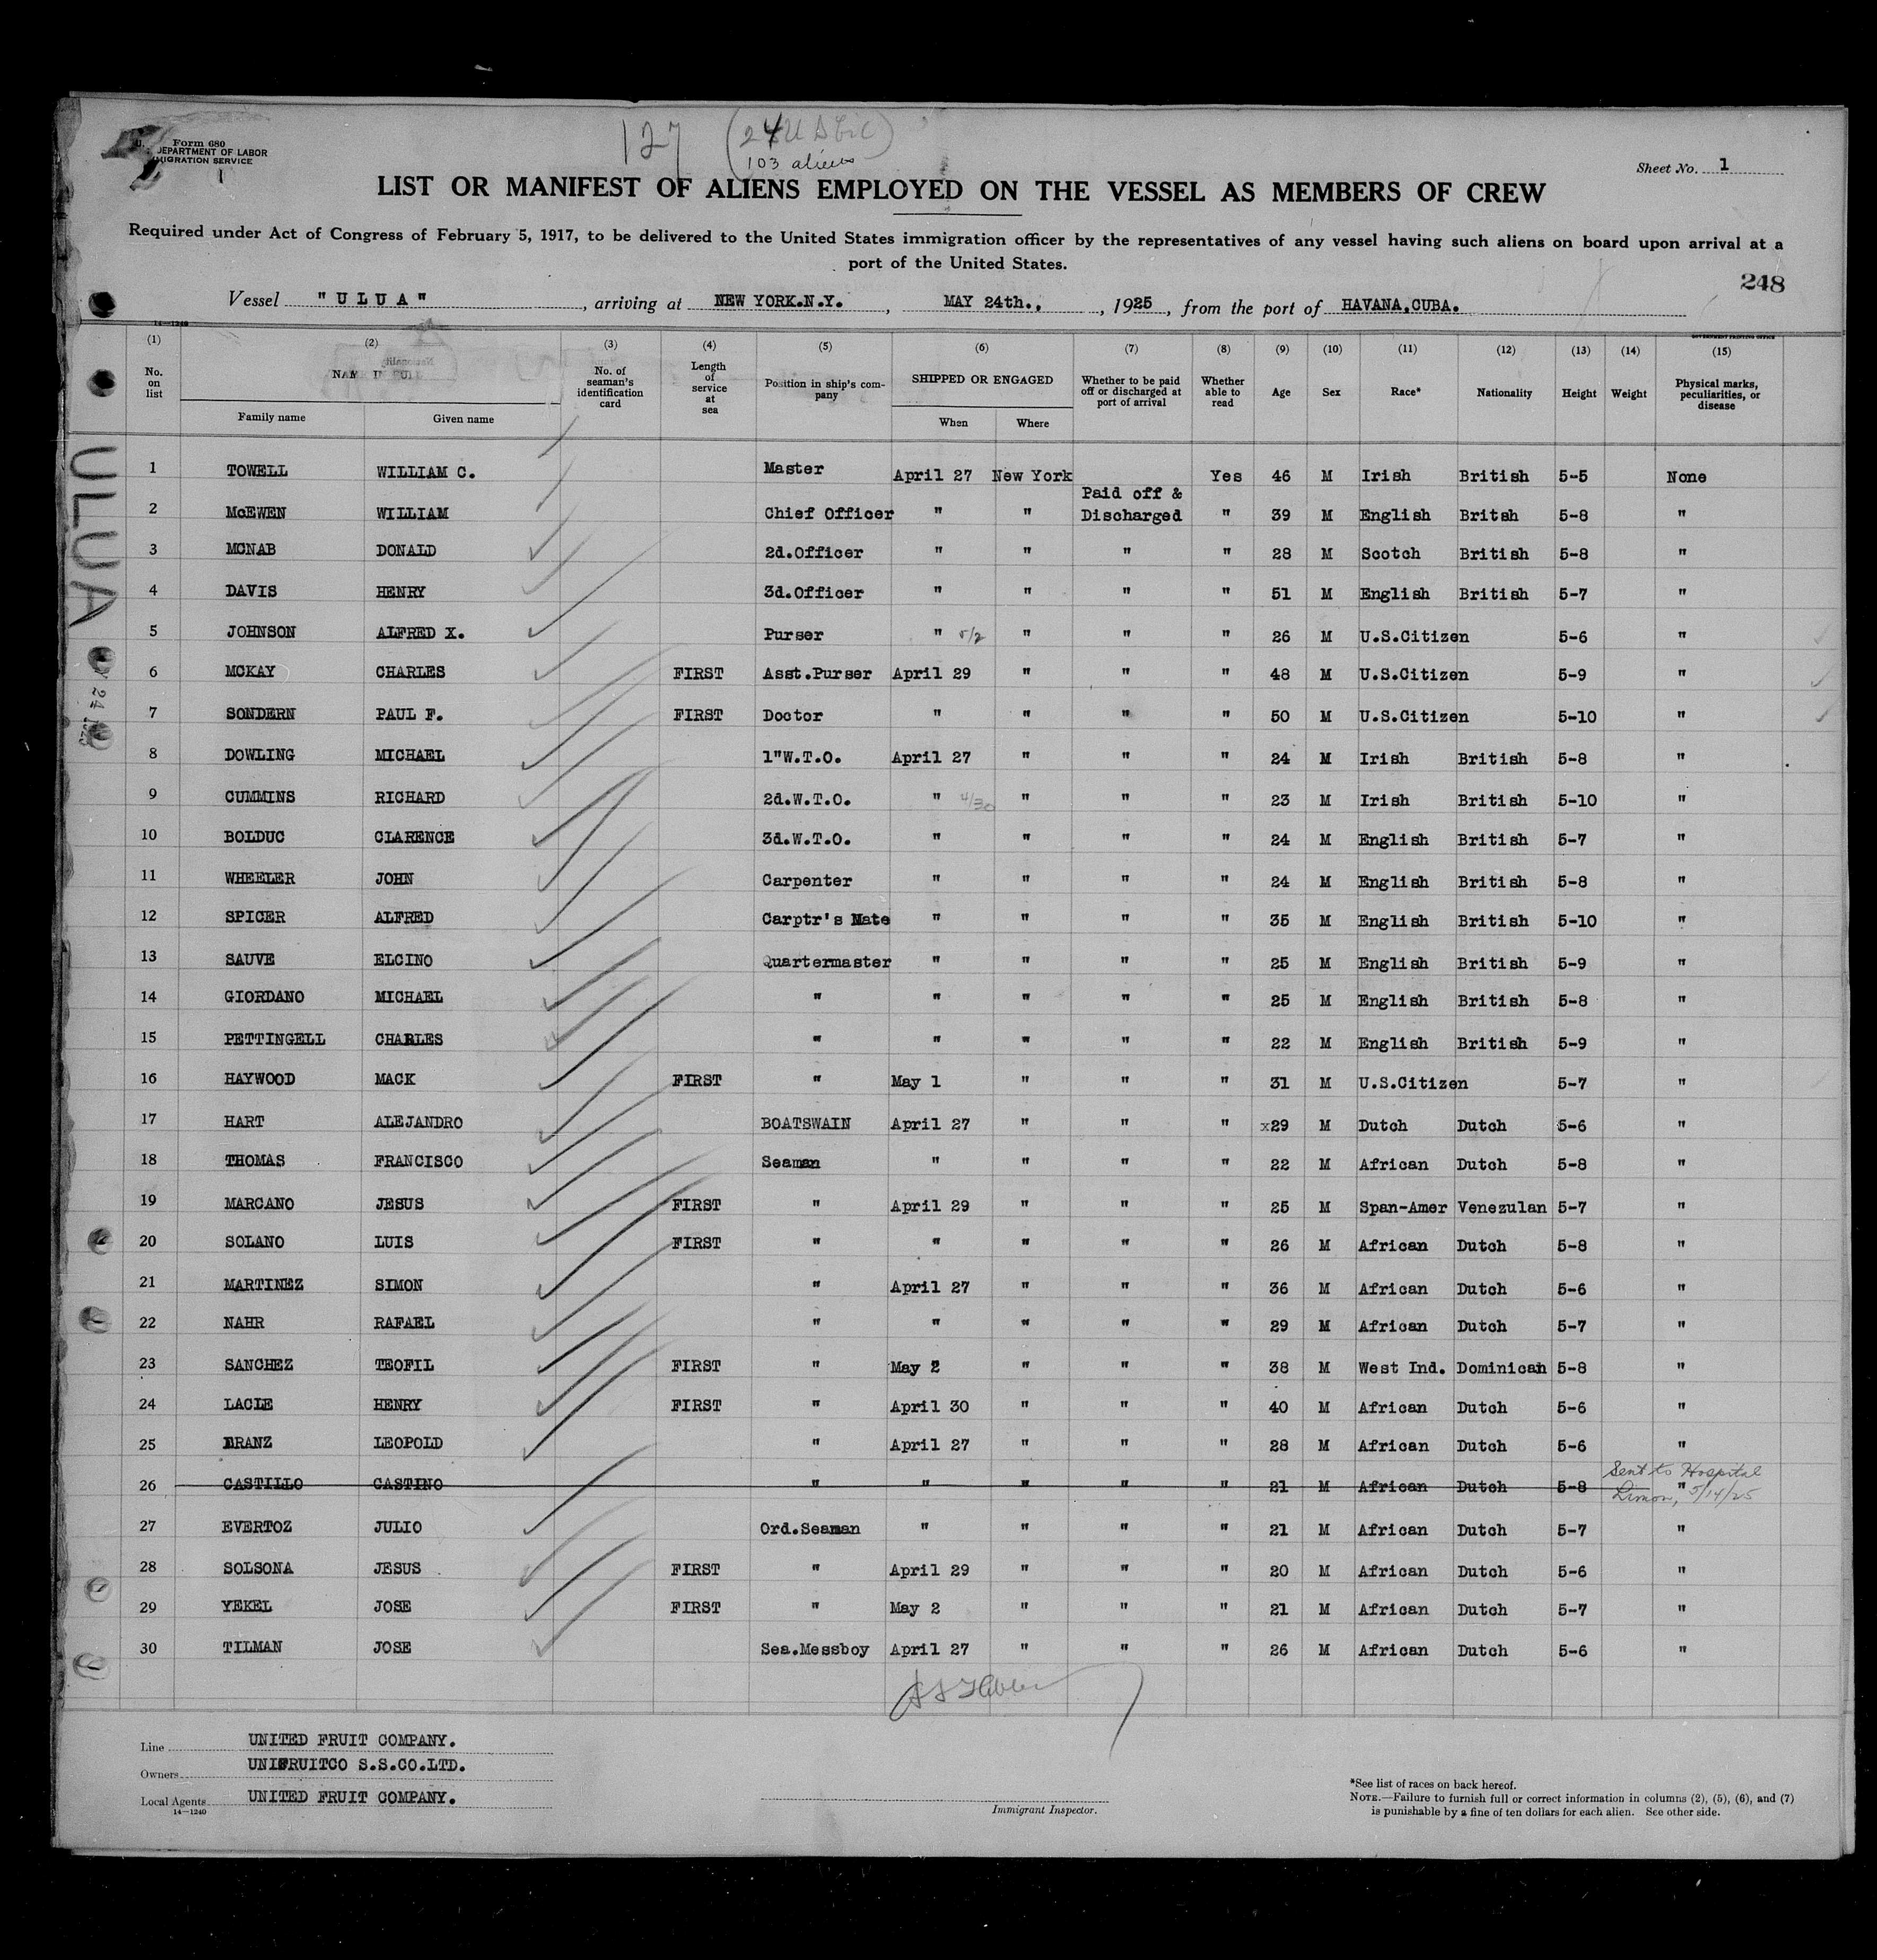 Form 680
DEPARTMENT OF LABOR
IMMIGRATION SERVICE
1
127
103 aliens
Sheet No. 1
LIST OR MANIFEST OF ALIENS EMPLOYED ON THE VESSEL AS MEMBERS OF CREW
Required under Act of Congress of February 5, 1917, to be delivered to the United States immigration officer by the representatives of any vessel having such aliens on board upon arrival at a
port of the United States.
248
Vessel "ULUA", arriving at NEW YORK.N.Y., MAY 24th., 1925, from the port of HAVANA,CUBA.
14—1240
GOVERNMENT PRINTING OFFICE
(1) (2) (3) (4) (5) (6) (7) (8) (9) (10) (11) (12) (13) (14) (15)
No. on list NAME IN FULL No. of seaman's identification card Length of service at sea Position in ship's company SHIPPED OR ENGAGED Whether to be paid off or discharged at port of arrival Whether able to read Age Sex Race* Nationality Height Weight Physical marks, peculiarities, or disease
Family name Given name When Where
ULUA
1 TOWELL WILLIAM C. Master April 27 New York Yes 46 M Irish British 5-5 None
Paid off &
2 McEWEN WILLIAM Chief Officer " " Discharged " 39 M English Britsh 5-8 "
3 MCNAB DONALD 2d.Officer " " " " 28 M Scotch British 5-8 "
4 DAVIS HENRY 3d.Officer " " " " 51 M English British 5-7 "
5 JOHNSON ALFRED X. Purser " 5/2 " " " 26 M U.S.Citizen 5-6 "
6 MCKAY CHARLES FIRST Asst.Purser April 29 " " " 48 M U.S.Citizen 5-9 "
7 SONDERN PAUL F. FIRST Doctor " " " " 50 M U.S.Citizen 5-10 "
8 DOWLING MICHAEL 1"W.T.O. April 27 " " " 24 M Irish British 5-8 "
9 CUMMINS RICHARD 2d.W.T.O. " 4/30 " " " 23 M Irish British 5-10 "
10 BOLDUC CLARENCE 3d.W.T.O. " " " " 24 M English British 5-7 "
11 WHEELER JOHN Carpenter " " " " 24 M English British 5-8 "
12 SPICER ALFRED Carptr's Mate " " " " 35 M English British 5-10 "
13 SAUVE ELCINO Quartermaster " " " " 25 M English British 5-9 "
14 GIORDANO MICHAEL " " " " " 25 M English British 5-8 "
15 PETTINGELL CHARLES " " " " " 22 M English British 5-9 "
16 HAYWOOD MACK FIRST " May 1 " " " 31 M U.S.Citizen 5-7 "
17 HART ALEJANDRO BOATSWAIN April 27 " " " x29 M Dutch Dutch 5-6 "
18 THOMAS FRANCISCO Seaman " " " " 22 M African Dutch 5-8 "
19 MARCANO JESUS FIRST " April 29 " " " 25 M Span-Amer Venezulan 5-7 "
20 SOLANO LUIS FIRST " " " " " 26 M African Dutch 5-8 "
21 MARTINEZ SIMON " April 27 " " " 36 M African Dutch 5-6 "
22 NAHR RAFAEL " " " " " 29 M African Dutch 5-7 "
23 SANCHEZ TEOFIL FIRST " May 2 " " " 38 M West Ind. Dominican 5-8 "
24 LACLE HENRY FIRST " April 30 " " " 40 M African Dutch 5-6 "
25 LEOPOLD " April 27 " " " 28 M African Dutch 5-6 "
26 CASTILLO CASTINO " " " " " 21 M African Dutch 5-8 " Sent to Hospital Limon, 5/14/25
27 EVERTOZ JULIO Ord.Seaman " " " " 21 M African Dutch 5-7 "
28 SOLSONA JESUS FIRST " April 29 " " " 20 M African Dutch 5-6 "
29 YEKEL JOSE FIRST " May 2 " " " 21 M African Dutch 5-7 "
30 TILMAN JOSE Sea.Messboy April 27 " " " 26 M African Dutch 5-6 "
Line UNITED FRUIT COMPANY.
Owners UNIFRUITCO S.S.CO.LTD.
Local Agents UNITED FRUIT COMPANY.
14—1240
Immigrant Inspector.
*See list of races on back hereof.
NOTE.—Failure to furnish full or correct information in columns (2), (5), (6), and (7)
is punishable by a fine of ten dollars for each alien. See other side.